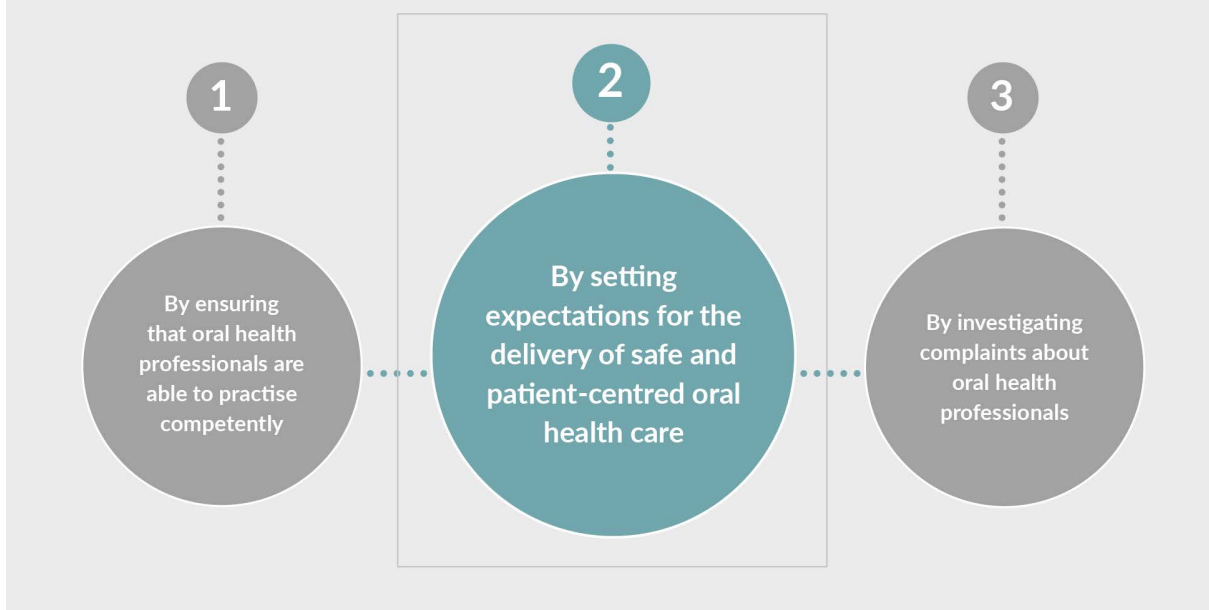 1
By ensuring
that oral health
professionals are
able to practise
competently
2
By setting
expectations for the
delivery of safe and
patient-centred oral
health care
3
By investigating
complaints about
oral health
professionals